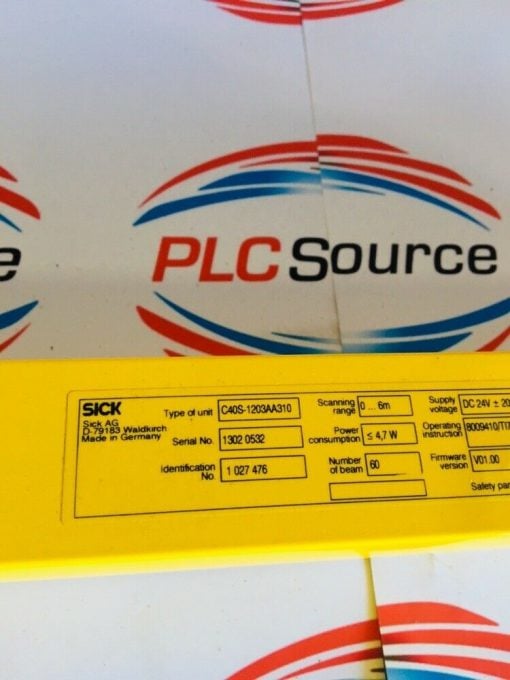 e
PLC Source
SICK
Sick AG
D-79183 Waldkirch
Made in Germany
Type of unit C40S-1203AA310
Serial No. 1302 0532
Identification No. 1 027 476
Scanning range 0 ... 6m
Power consumption ≤ 4,7 W
Number of beam 60
Supply voltage DC 24V ± 20
Operating instruction
Firmware version V01.00
Safety par